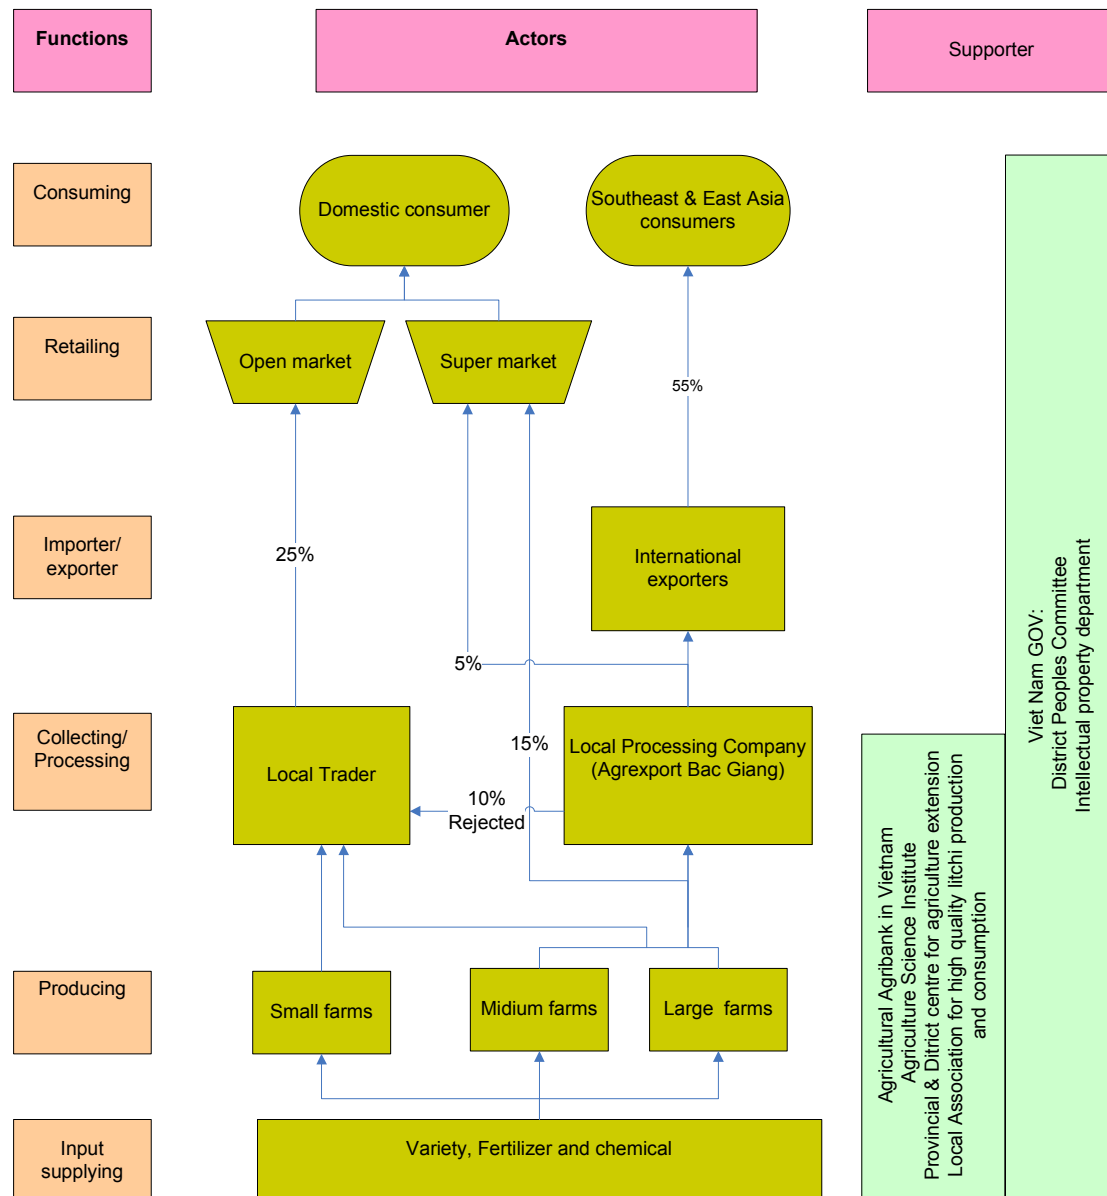 Functions
Actors
Supporter
Consuming
Domestic consumer
Southeast & East Asia
consumers
Retailing
Open market
Super market
55%
Importer/
exporter
25%
International
exporters
5%
Collecting/
Processing
Local Trader
15%
Local Processing Company
(Agrexport Bac Giang)
10%
Rejected
Producing
Small farms
Midium farms
Large  farms
Input
supplying
Variety, Fertilizer and chemical
Agricultural Agribank in Vietnam
Agriculture Science Institute
Provincial & Ditrict centre for agriculture extension
Local Association for high quality litchi production
and consumption
Viet Nam GOV:
District Peoples Committee
Intellectual property department